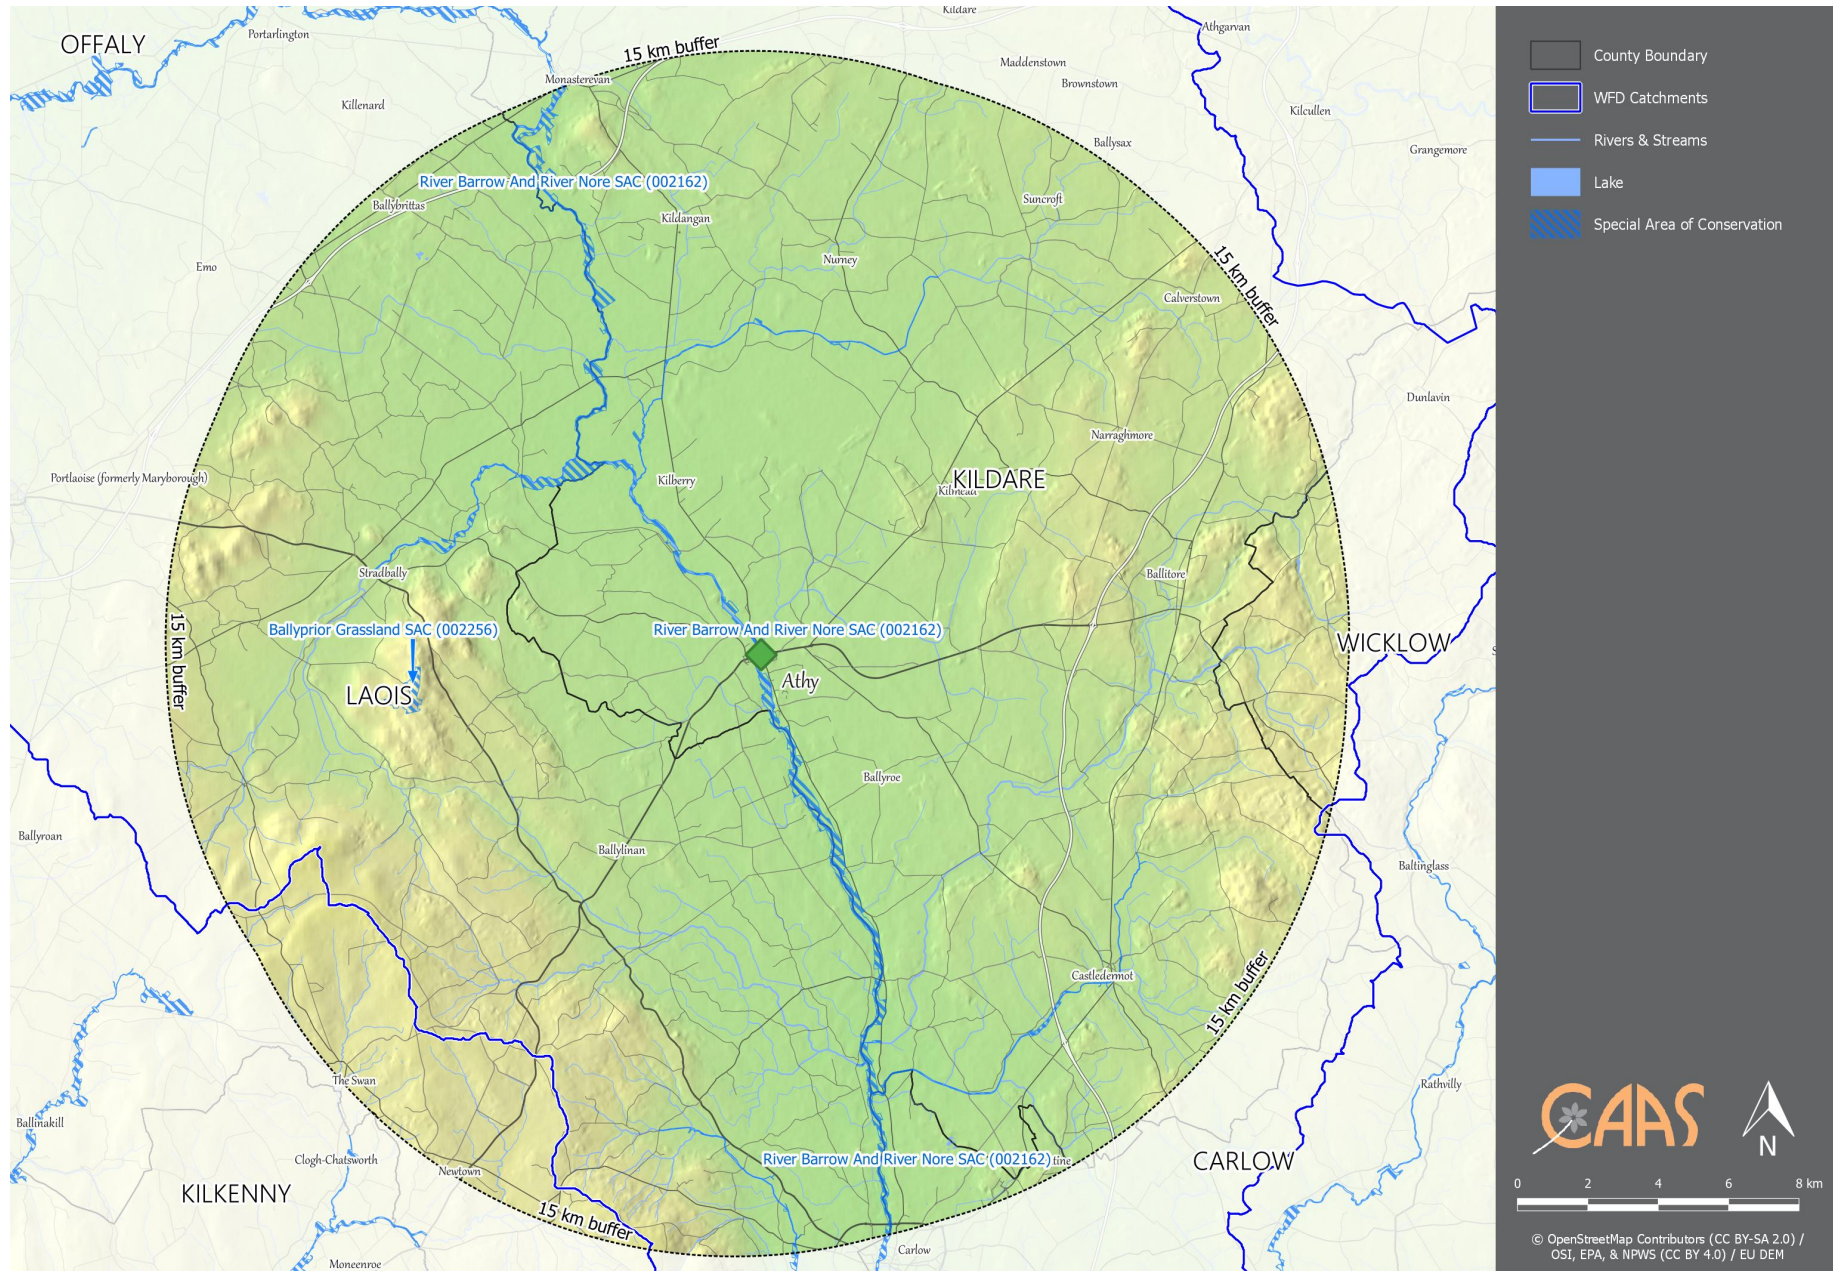 OFFALY
Portarlington
Kildare
Athgarvan
15 km buffer
Monasterevan
Maddenstown
Brownstown
Killenard
Kilcullen
Ballysax
Grangemore
River Barrow And River Nore SAC (002162)
Ballybrittas
Kildangan
Suncroft
Emo
Nurney
15 km buffer
Calverstown
Dunlavin
Narraghmore
Portlaoise (formerly Maryborough)
Kilberry
KILDARE
Kilmead
Stradbally
Ballitore
15 km buffer
Ballyprior Grassland SAC (002256)
River Barrow And River Nore SAC (002162)
WICKLOW
S
LAOIS
Athy
Ballyroe
Ballyroan
Ballylinan
Baltinglass
Castledermot
15 km buffer
The Swan
Rathvilly
Ballinakill
Clogh-Chatsworth
Newtown
River Barrow And River Nore SAC (002162)
tine
CARLOW
KILKENNY
15 km buffer
Carlow
Moneenroe
County Boundary
WFD Catchments
Rivers & Streams
Lake
Special Area of Conservation
CAAS
N
0 2 4 6 8 km
© OpenStreetMap Contributors (CC BY-SA 2.0) /
OSI, EPA, & NPWS (CC BY 4.0) / EU DEM